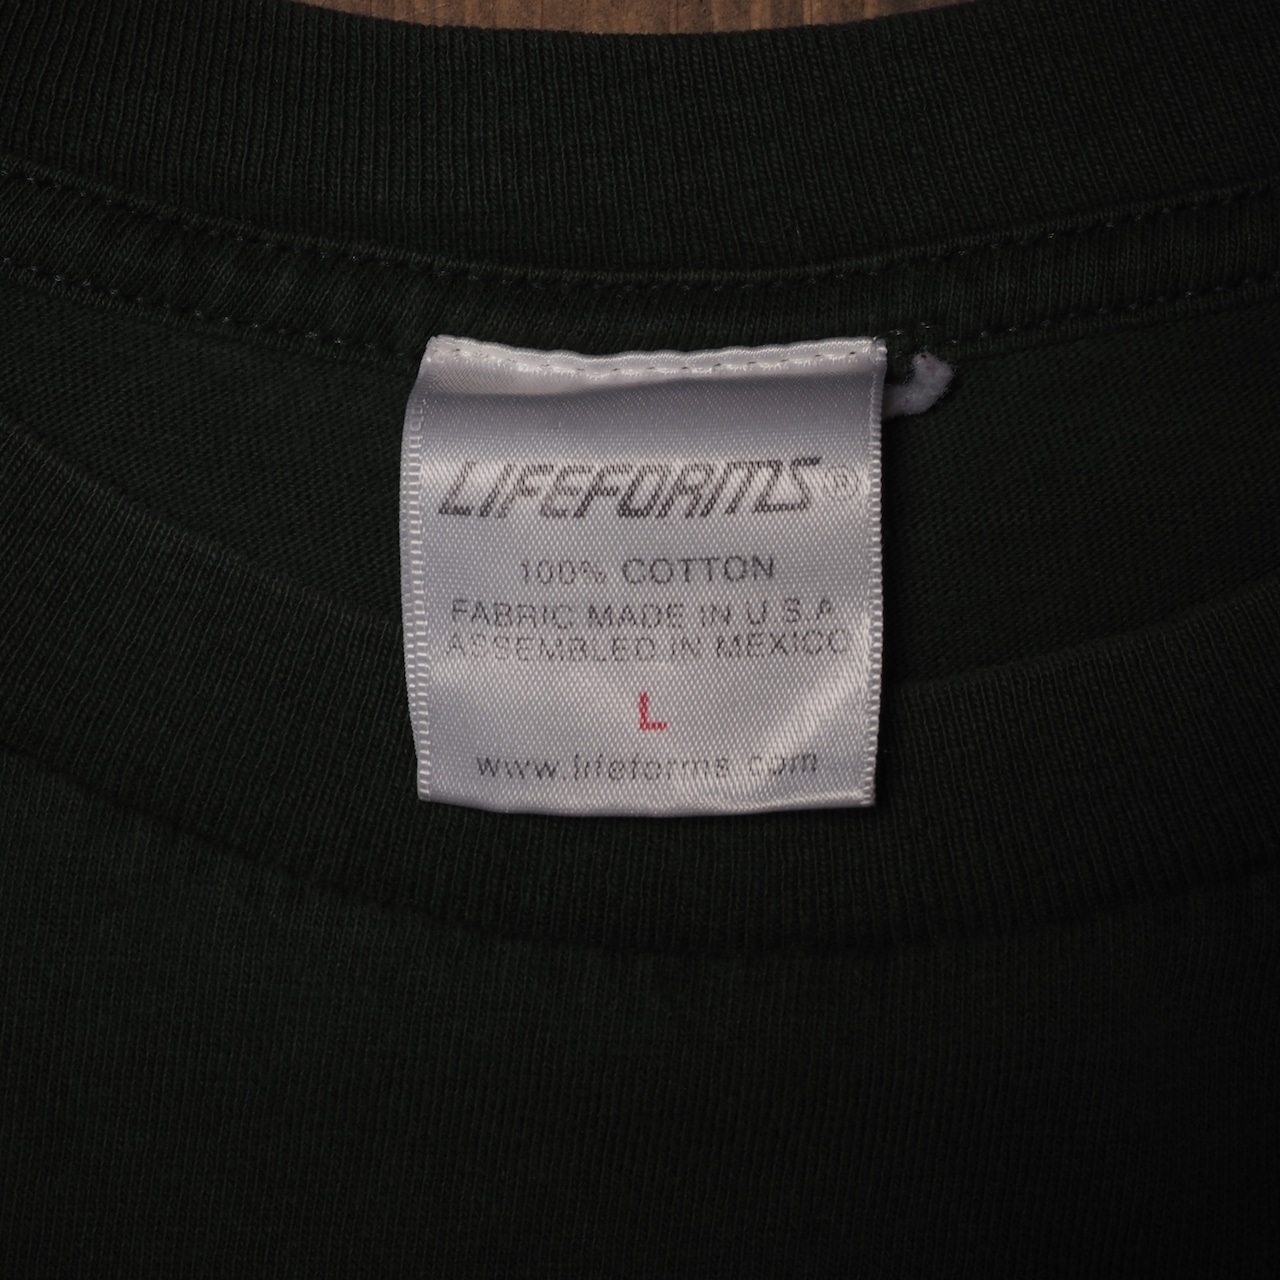 LIFEFORMS®
100% COTTON
FABRIC MADE IN U.S.A
ASSEMBLED IN MEXICO
L
www.lifeforms.com